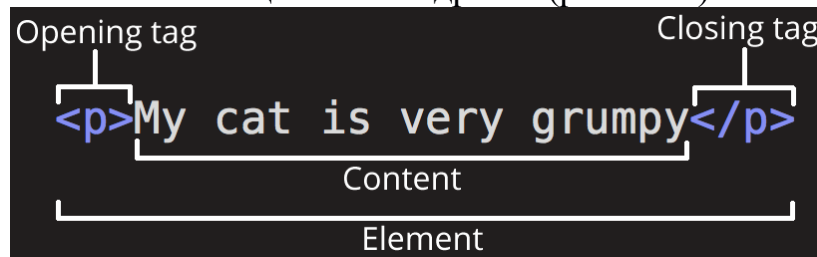 Opening tag
Closing tag
<p>My cat is very grumpy</p>
Content
Element